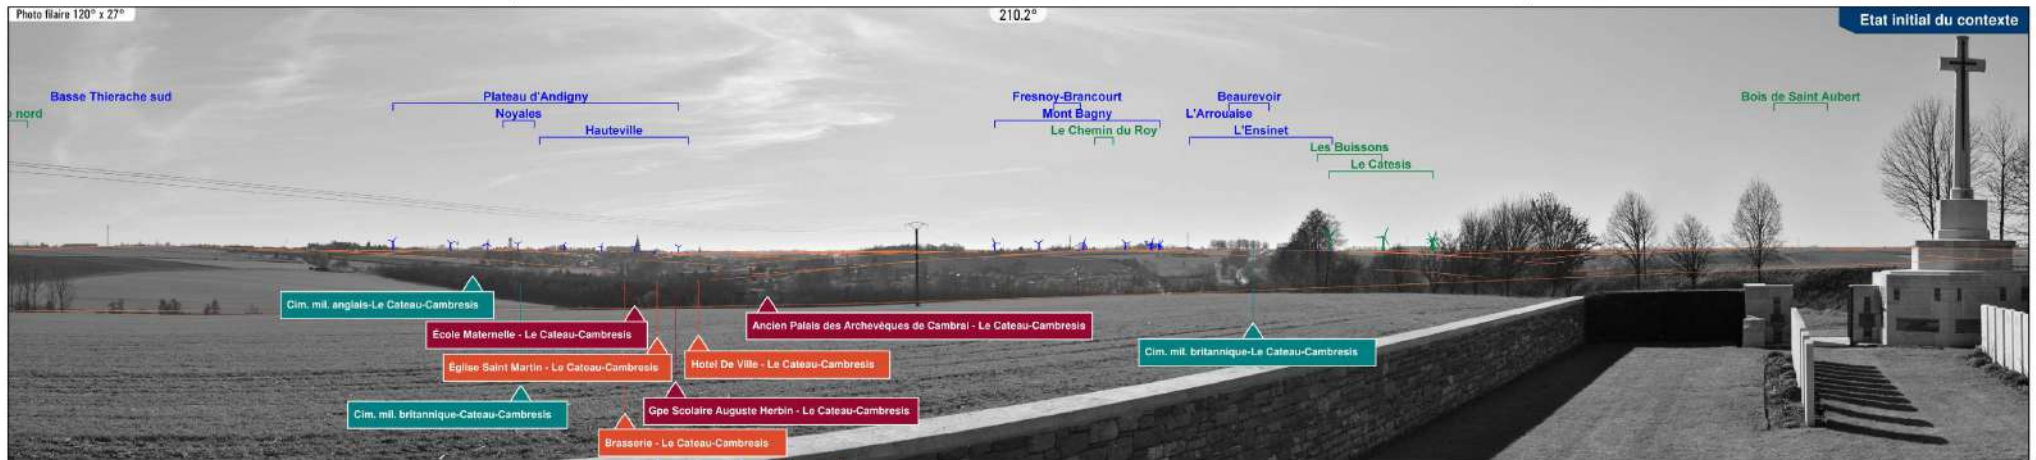 Photo filaire 120° x 27°
210.2°
Etat initial du contexte
Basse Thierache sud
Plateau d'Andigny
Fresnoy-Brancourt
Beaurevoir
Bois de Saint Aubert
nord
Noyales
Mont Bagny
L'Arrouaise
Hauteville
Le Chemin du Roy
L'Ensinet
Les Buissons
Le Catesis
Cim. mil. anglais-Le Cateau-Cambresis
École Maternelle - Le Cateau-Cambresis
Ancien Palais des Archevêques de Cambrai - Le Cateau-Cambresis
Cim. mil. britannique-Le Cateau-Cambresis
Église Saint Martin - Le Cateau-Cambresis
Hotel De Ville - Le Cateau-Cambresis
Cim. mil. britannique-Cateau-Cambresis
Gpe Scolaire Auguste Herbin - Le Cateau-Cambresis
Brasserie - Le Cateau-Cambresis